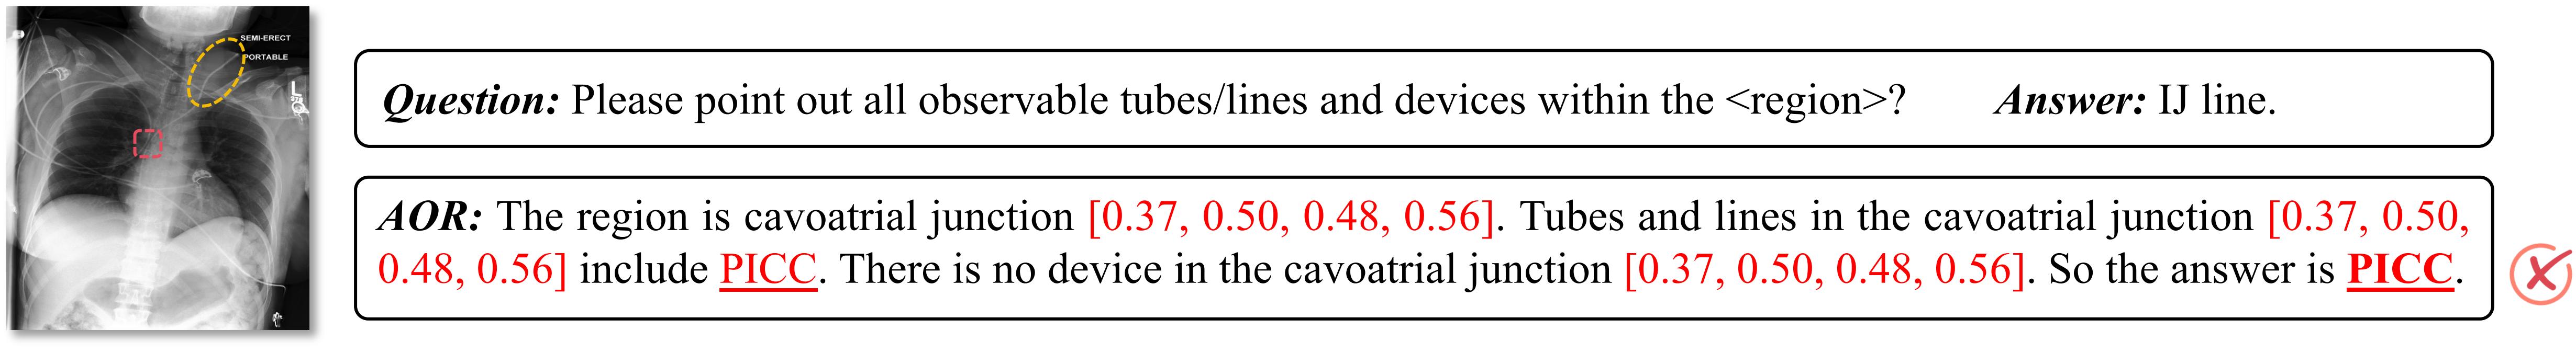 SEMI-ERECT
PORTABLE
L
Question: Please point out all observable tubes/lines and devices within the <region>? Answer: IJ line.
AOR: The region is cavoatrial junction [0.37, 0.50, 0.48, 0.56]. Tubes and lines in the cavoatrial junction [0.37, 0.50,
0.48, 0.56] include PICC. There is no device in the cavoatrial junction [0.37, 0.50, 0.48, 0.56]. So the answer is PICC.